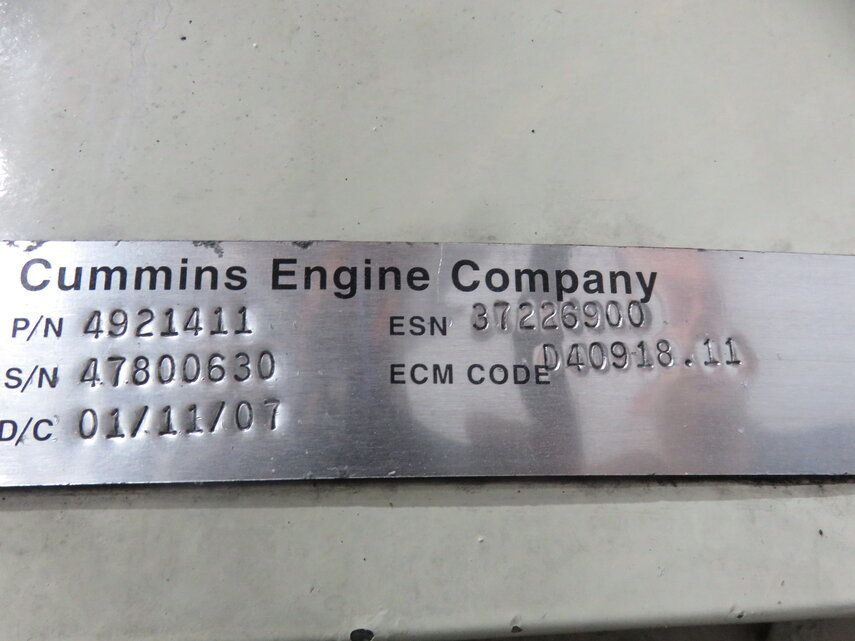 Cummins Engine Company
P/N 4921411 ESN 37226900
S/N 47800630 ECM CODE D40918.11
D/C 01/11/07